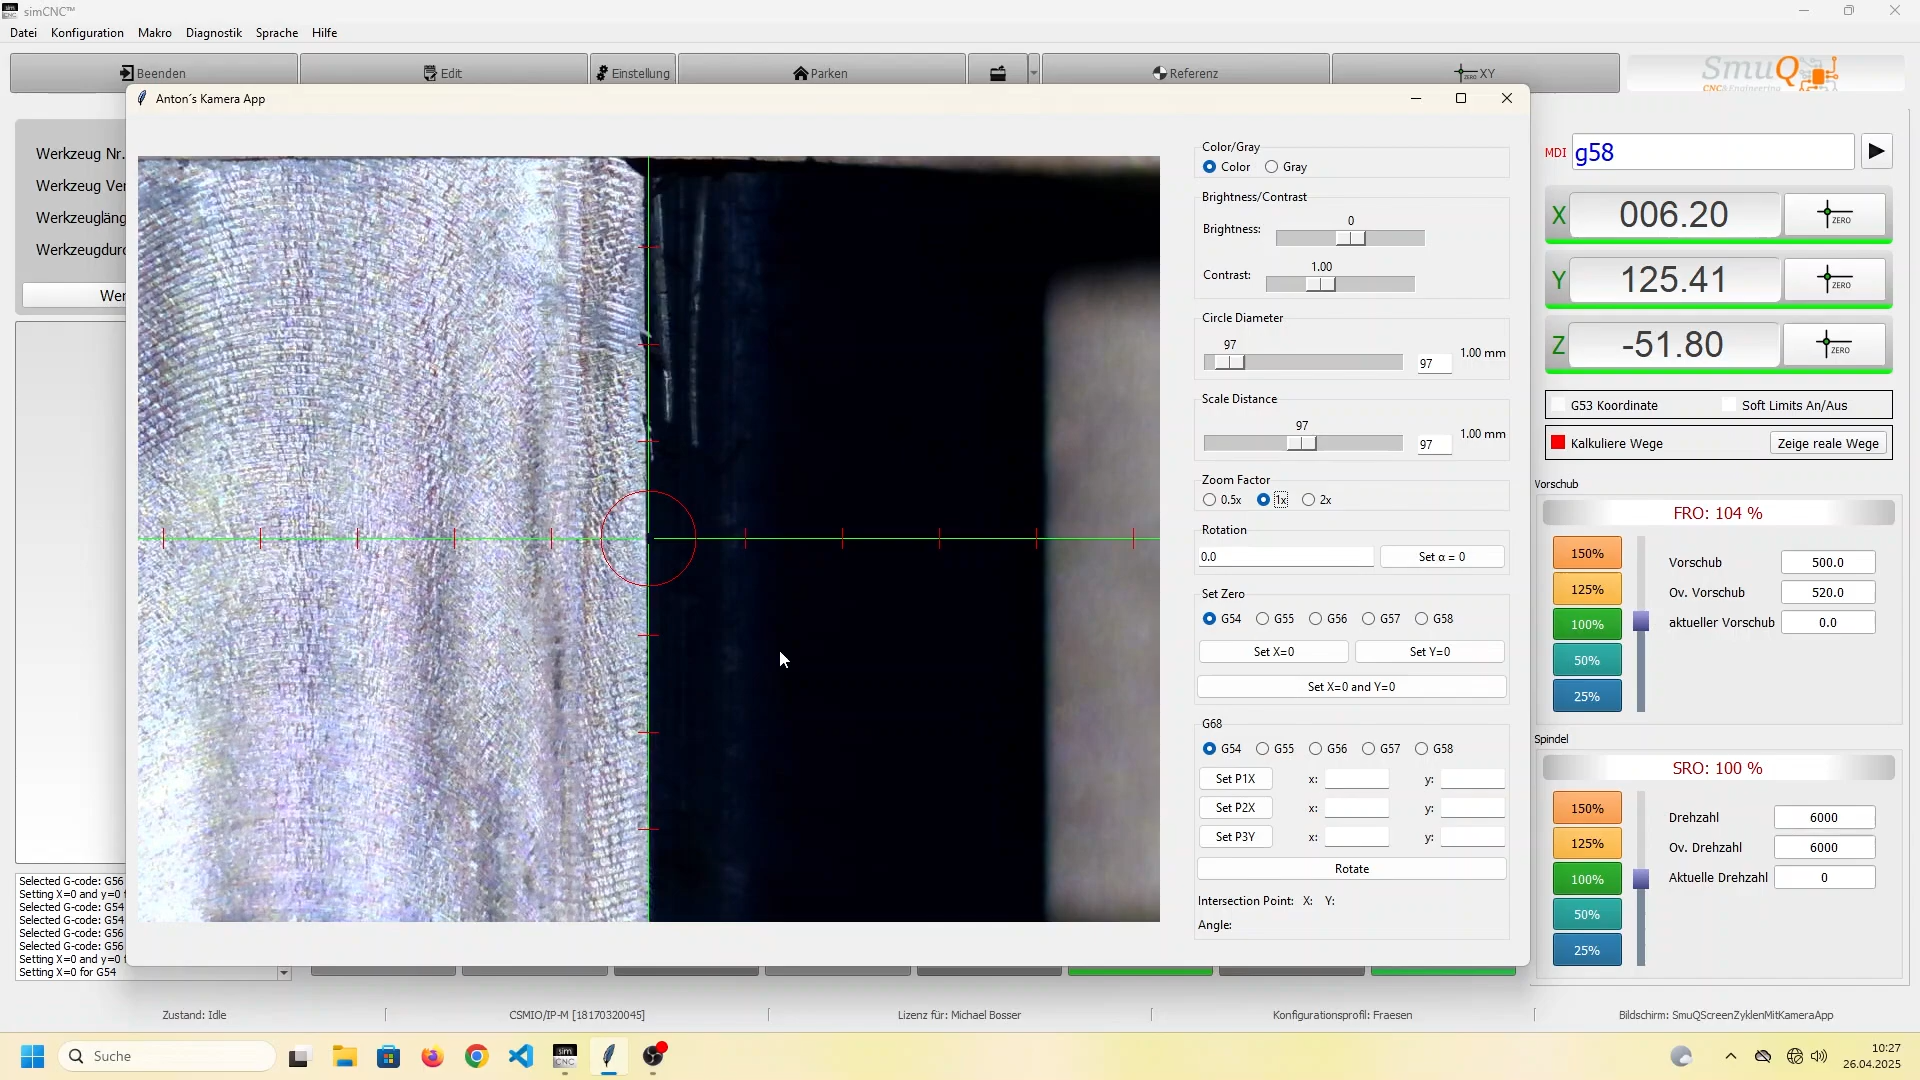 simCNC™
Datei Konfiguration Makro Diagnostik Sprache Hilfe
Beenden Edit Einstellung Parken Referenz XY
SmuQ
CNC & Engineering
Anton´s Kamera App
Werkzeug Nr.
Werkzeug Ver
Werkzeugläng
Werkzeugdurc
Wer
Color/Gray
Color Gray
Brightness/Contrast
0
Brightness:
1.00
Contrast:
Circle Diameter
97
97 1.00 mm
Scale Distance
97
97 1.00 mm
Zoom Factor
0.5x 1x 2x
Rotation
0.0 Set α = 0
Set Zero
G54 G55 G56 G57 G58
Set X=0 Set Y=0
Set X=0 and Y=0
G68
G54 G55 G56 G57 G58
Set P1X x: y:
Set P2X x: y:
Set P3Y x: y:
Rotate
Intersection Point: X: Y:
Angle:
MDI g58
X 006.20 ZERO
Y 125.41 ZERO
Z -51.80 ZERO
G53 Koordinate Soft Limits An/Aus
Kalkuliere Wege Zeige reale Wege
Vorschub
FRO: 104 %
150%
125%
100%
50%
25%
Vorschub 500.0
Ov. Vorschub 520.0
aktueller Vorschub 0.0
Spindel
SRO: 100 %
150%
125%
100%
50%
25%
Drehzahl 6000
Ov. Drehzahl 6000
Aktuelle Drehzahl 0
Selected G-code: G56
Setting X=0 and y=0 f
Selected G-code: G54
Selected G-code: G54
Selected G-code: G56
Selected G-code: G56
Setting X=0 and y=0 f
Setting X=0 for G54
Zustand: Idle CSMIO/IP-M [18170320045] Lizenz für: Michael Bosser Konfigurationsprofil: Fraesen Bildschirm: SmuQScreenZyklenMitKameraApp
Suche
sim
CNC
10:27
26.04.2025